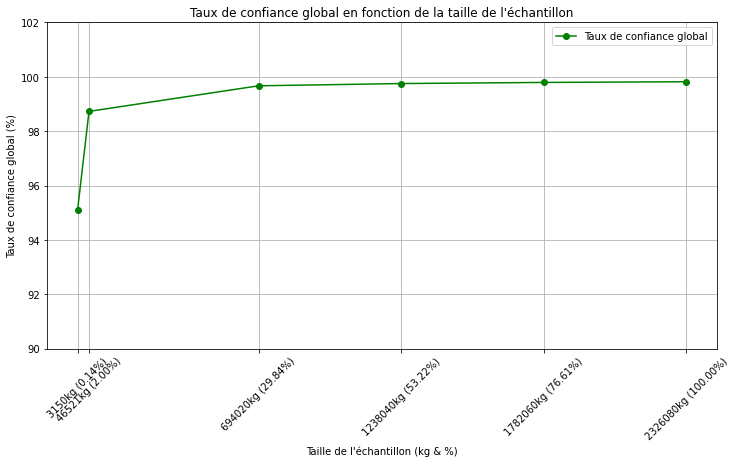 Taux de confiance global en fonction de la taille de l'échantillon
Taux de confiance global
Taux de confiance global (%)
102
100
98
96
94
92
90
3150kg (0.14%)
46521kg (2.00%)
694020kg (29.84%)
1238040kg (53.22%)
1782060kg (76.61%)
2326080kg (100.00%)
Taille de l'échantillon (kg & %)